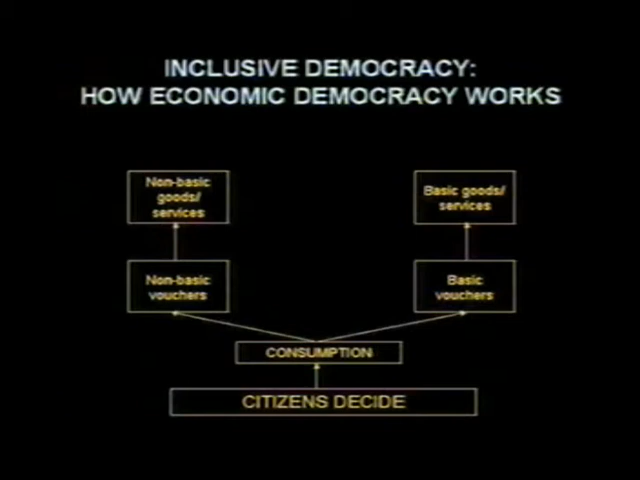 INCLUSIVE DEMOCRACY:
HOW ECONOMIC DEMOCRACY WORKS
Non-basic
goods/
services
Basic goods/
services
Non-basic
vouchers
Basic
vouchers
CONSUMPTION
CITIZENS DECIDE